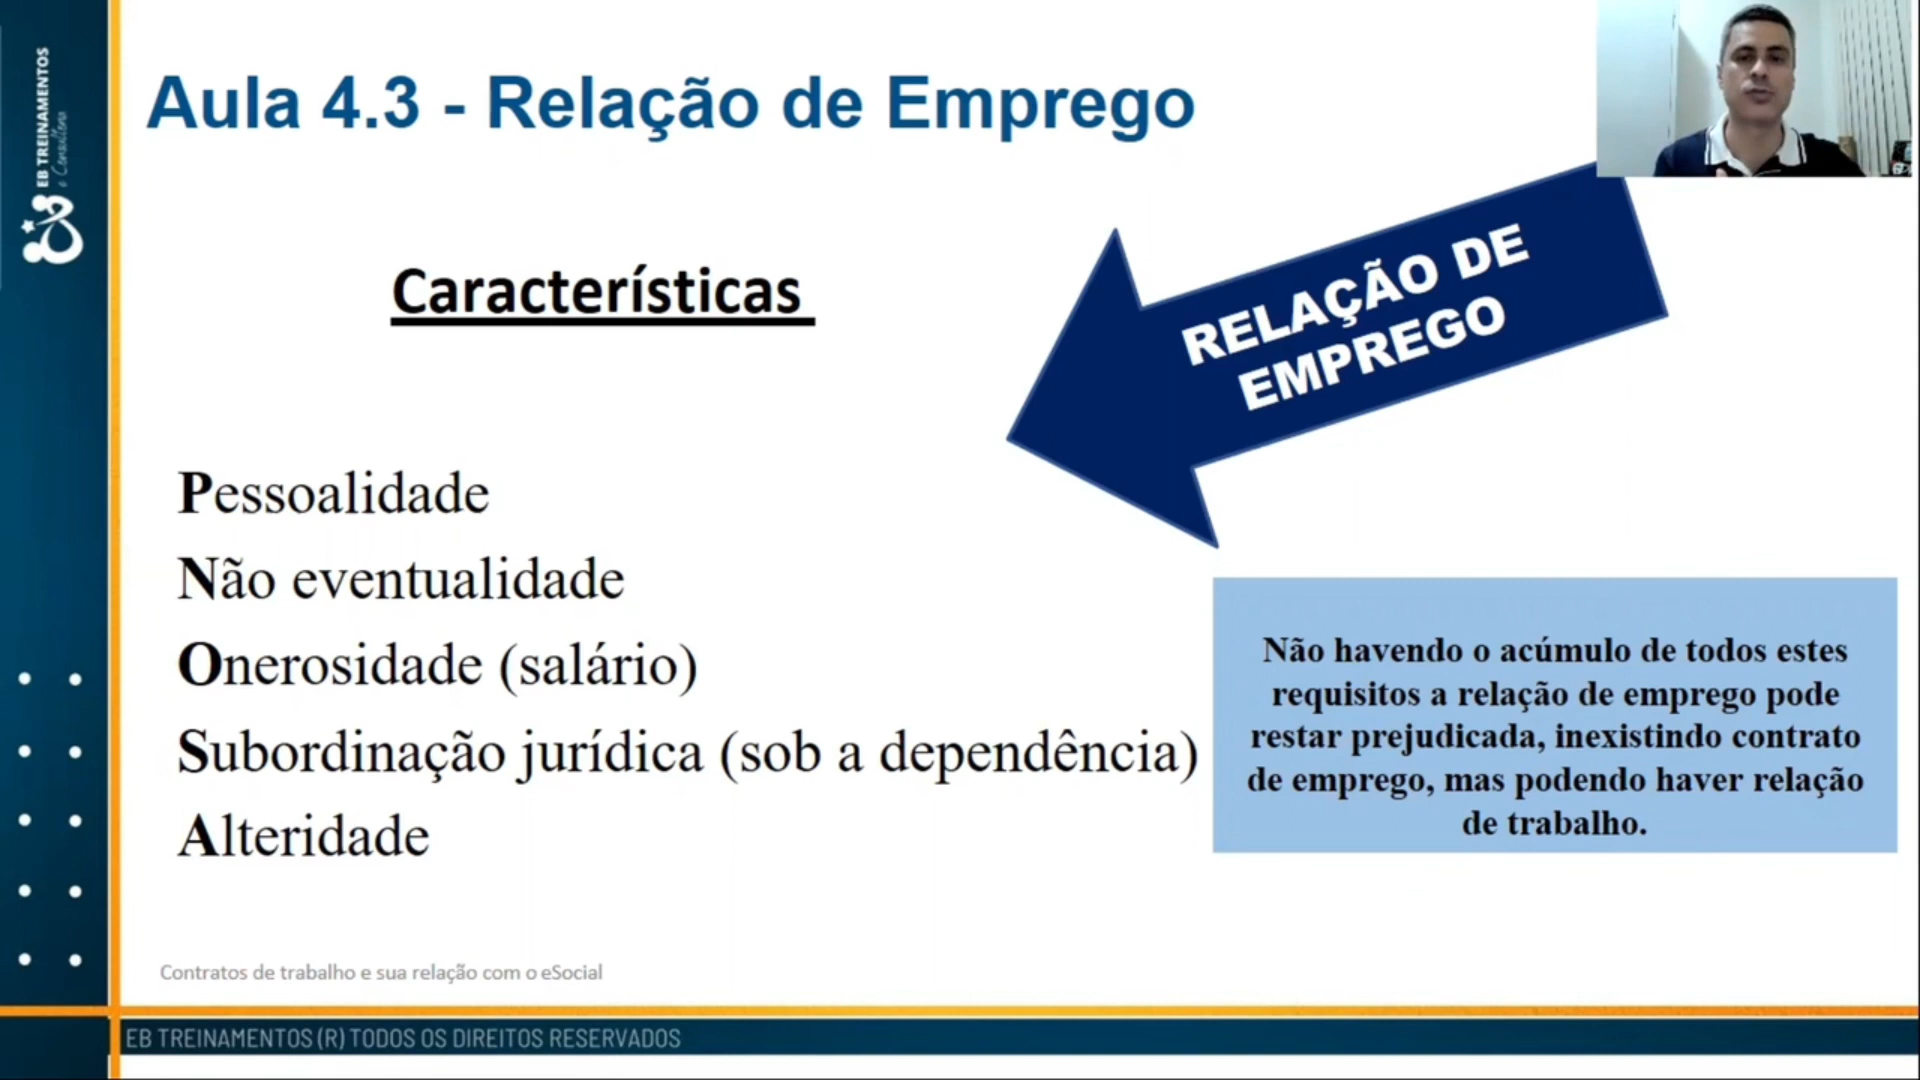 EB TREINAMENTOS
e Consultoria
Aula 4.3 - Relação de Emprego
Características
RELAÇÃO DE
EMPREGO
Pessoalidade
Não eventualidade
Onerosidade (salário)
Subordinação jurídica (sob a dependência)
Alteridade
Não havendo o acúmulo de todos estes
requisitos a relação de emprego pode
restar prejudicada, inexistindo contrato
de emprego, mas podendo haver relação
de trabalho.
Contratos de trabalho e sua relação com o eSocial
EB TREINAMENTOS (R) TODOS OS DIREITOS RESERVADOS